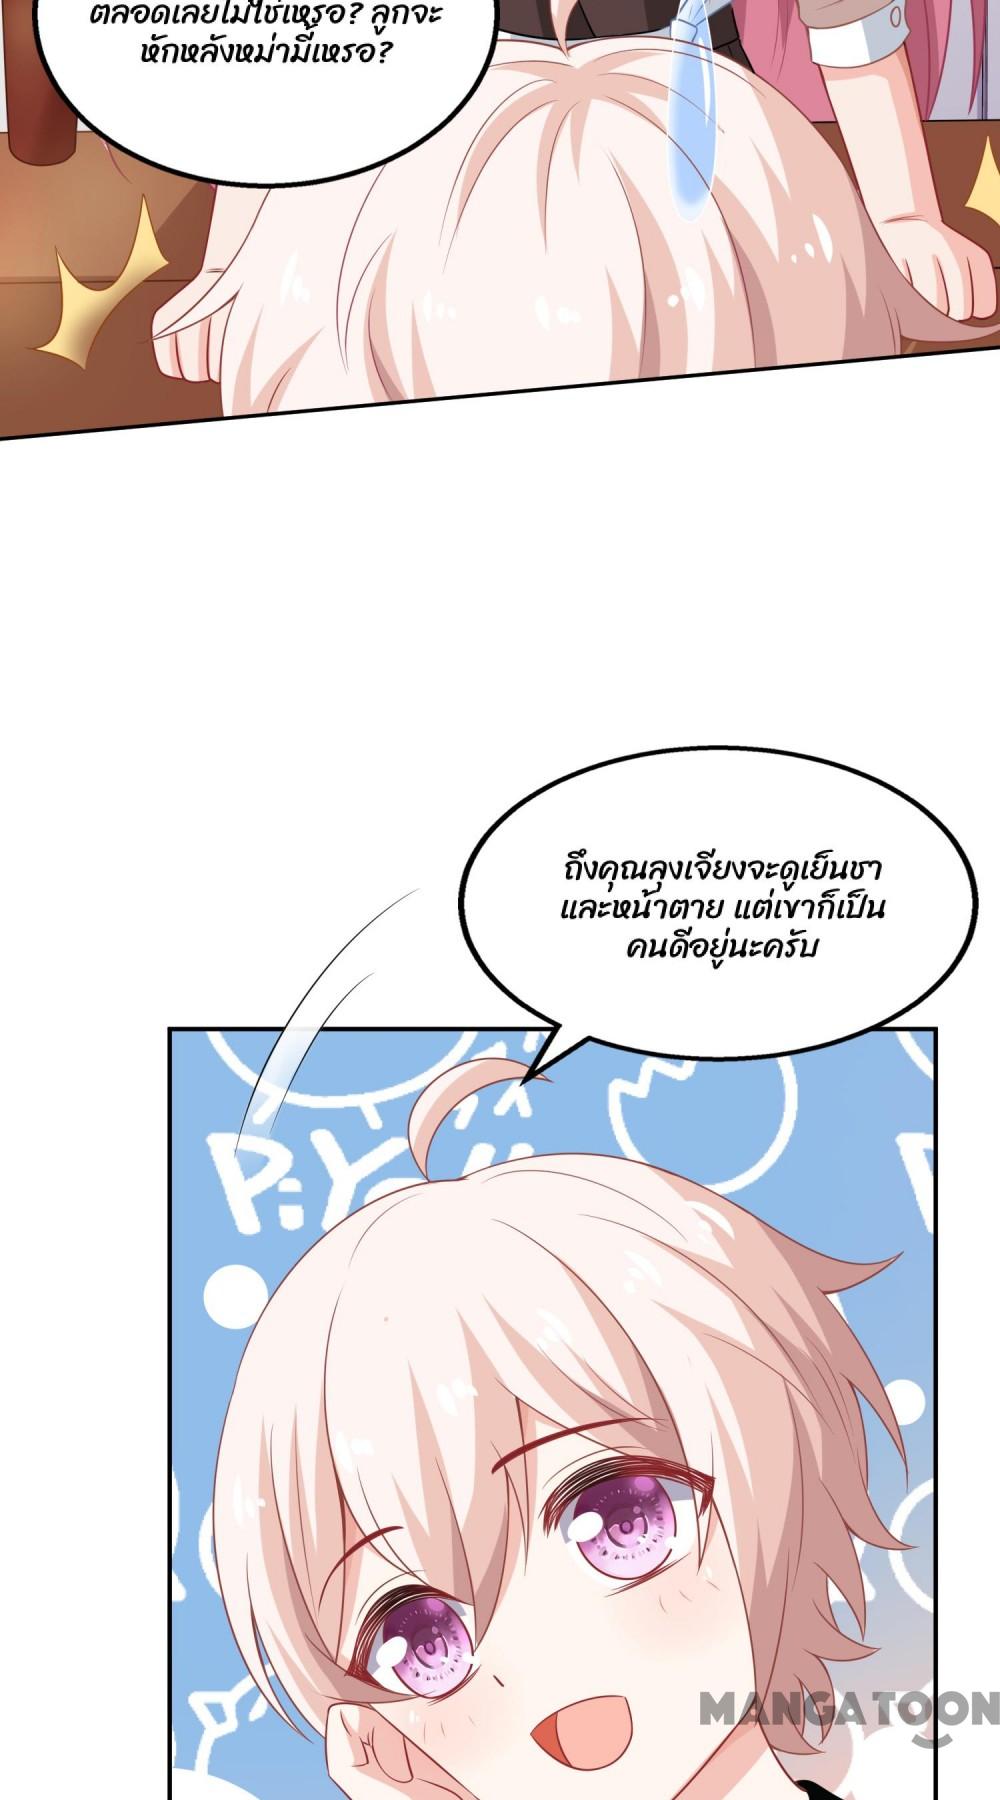 ตลอดเลยไม่ใช่เหรอ? ลูกจะ
หักหลังหม่ามี้เหรอ?
ถึงคุณลุงเจียงจะดูเย็นชา
และหน้าตาย แต่เขาก็เป็น
คนดีอยู่นะครับ
PiYo!!
MANGATOON